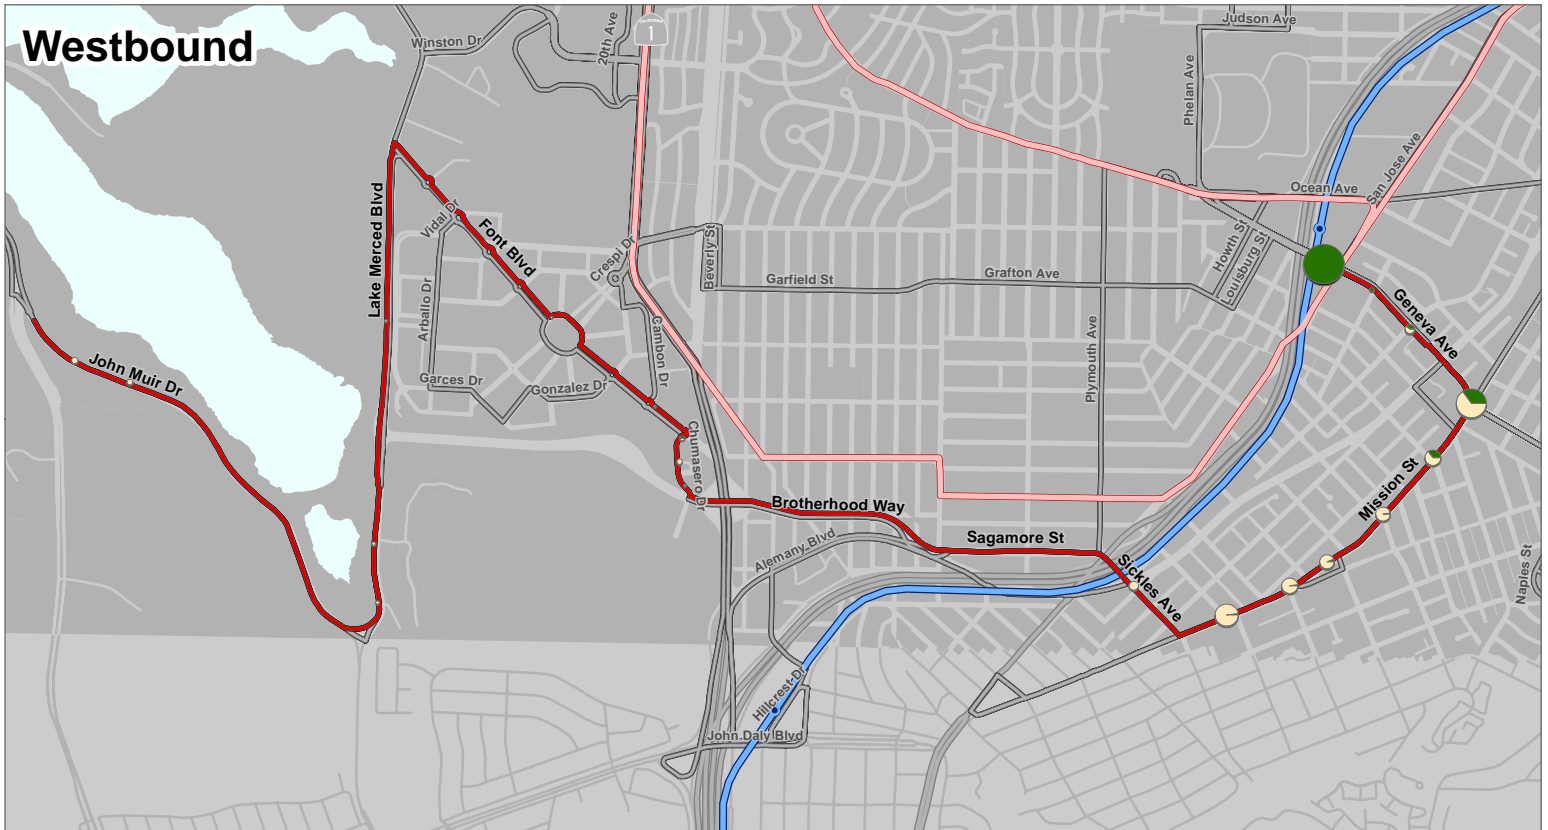 Westbound
Winston Dr
20th Ave
CALIFORNIA
1
Judson Ave
Phelan Ave
San Jose Ave
Ocean Ave
Lake Merced Blvd
Vidal Dr
Font Blvd
Crespi Dr
Beverly St
Garfield St
Grafton Ave
Howth St
Louisburg St
Geneva Ave
Arballo Dr
Cambon Dr
Plymouth Ave
John Muir Dr
Garces Dr
Gonzalez Dr
Chumasero Dr
Mission St
Brotherhood Way
Sagamore St
Alemany Blvd
Sickles Ave
Naples St
Hillcrest Dr
John Daly Blvd